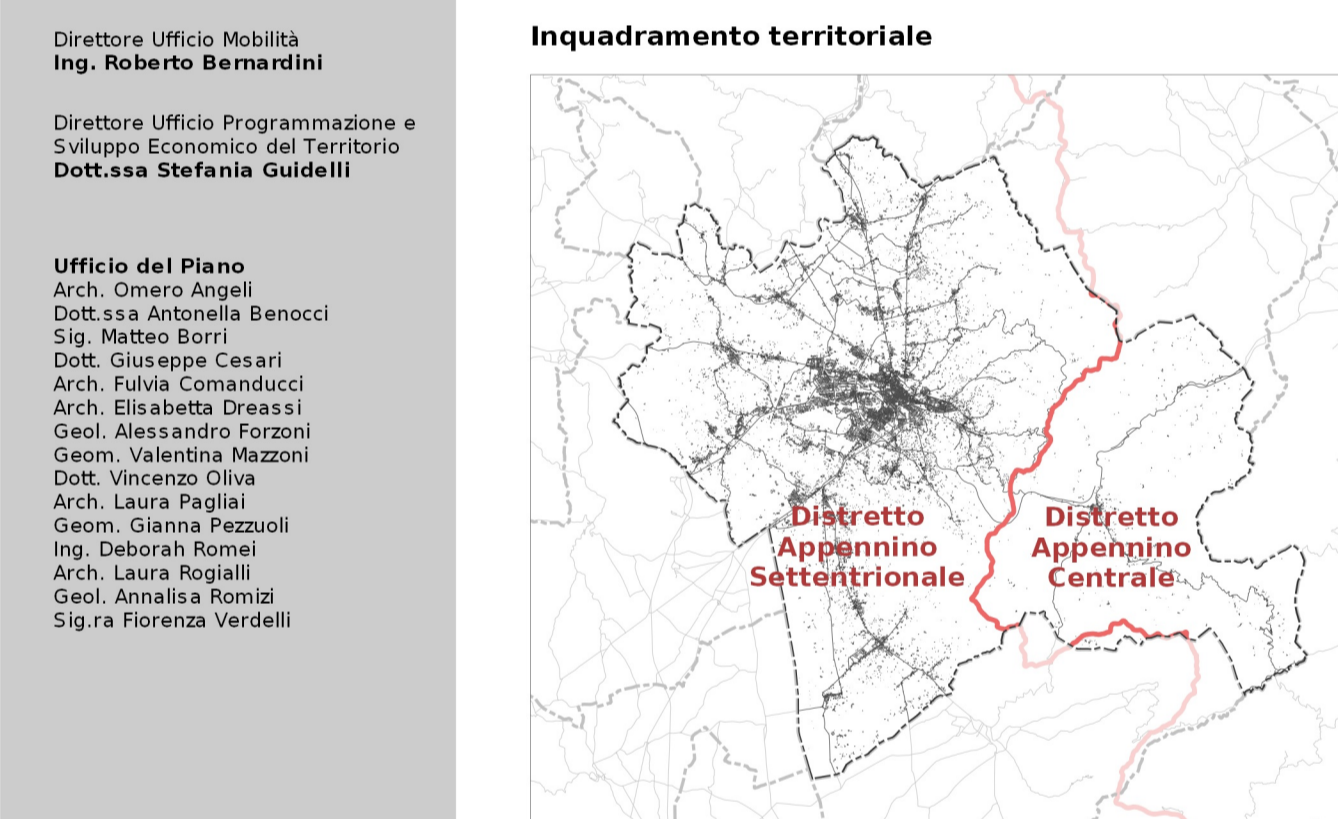 Direttore Ufficio Mobilità
Ing. Roberto Bernardini
Direttore Ufficio Programmazione e
Sviluppo Economico del Territorio
Dott.ssa Stefania Guidelli
Ufficio del Piano
Arch. Omero Angeli
Dott.ssa Antonella Benocci
Sig. Matteo Borri
Dott. Giuseppe Cesari
Arch. Fulvia Comanducci
Arch. Elisabetta Dreassi
Geol. Alessandro Forzoni
Geom. Valentina Mazzoni
Dott. Vincenzo Oliva
Arch. Laura Pagliai
Geom. Gianna Pezzuoli
Ing. Deborah Romei
Arch. Laura Rogialli
Geol. Annalisa Romizi
Sig.ra Fiorenza Verdelli
Inquadramento territoriale
Distretto
Appennino
Settentrionale
Distretto
Appennino
Centrale